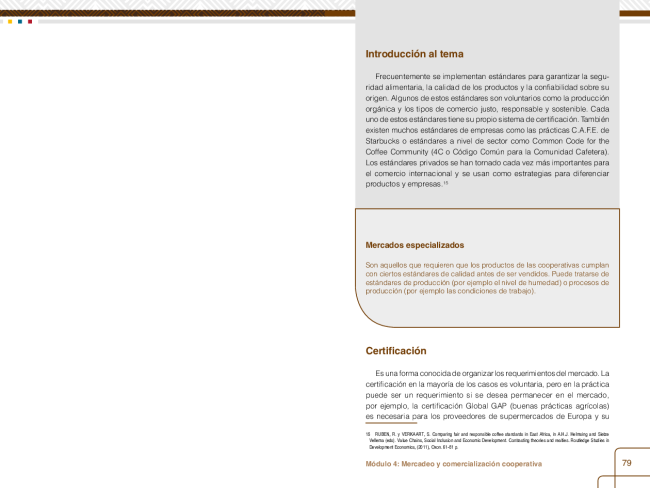 Introducción al tema
Frecuentemente se implementan estándares para garantizar la segu-
ridad alimentaria, la calidad de los productos y la confiabilidad sobre su
origen. Algunos de estos estándares son voluntarios como la producción
orgánica y los tipos de comercio justo, responsable y sostenible. Cada
uno de estos estándares tiene su propio sistema de certificación. También
existen muchos estándares de empresas como las prácticas C.A.F.E. de
Starbucks o estándares a nivel de sector como Common Code for the
Coffee Community (4C o Código Común para la Comunidad Cafetera).
Los estándares privados se han tornado cada vez más importantes para
el comercio internacional y se usan como estrategias para diferenciar
productos y empresas.
Mercados especializados
Son aquellos que requieren que los productos de las cooperativas cumplan
con ciertos estándares de calidad antes de ser vendidos. Puede tratarse de
estándares de producción (por ejemplo el nivel de humedad) o procesos de
producción (por ejemplo las condiciones de trabajo).
Certificación
Es una forma conocida de organizar los requerimientos del mercado. La
certificación en la mayoría de los casos es voluntaria, pero en la práctica
puede ser un requerimiento si se desea permanecer en el mercado,
por ejemplo, la certificación Global GAP (buenas prácticas agrícolas)
es necesaria para los proveedores de supermercados de Europa y su
RUBEN, R. y VERKAART, S. Comparing fair and responsible coffee standards in East Africa, in A.H.J. Helmsing and
Vellema (eds). Value Chains, Social Inclusion and Economic Development: Contrasting theories and realities. Routledge Studies in
Development Economics, (2011), Oxon. 61-81 p.
Módulo 4: Mercadeo y comercialización cooperativa
79